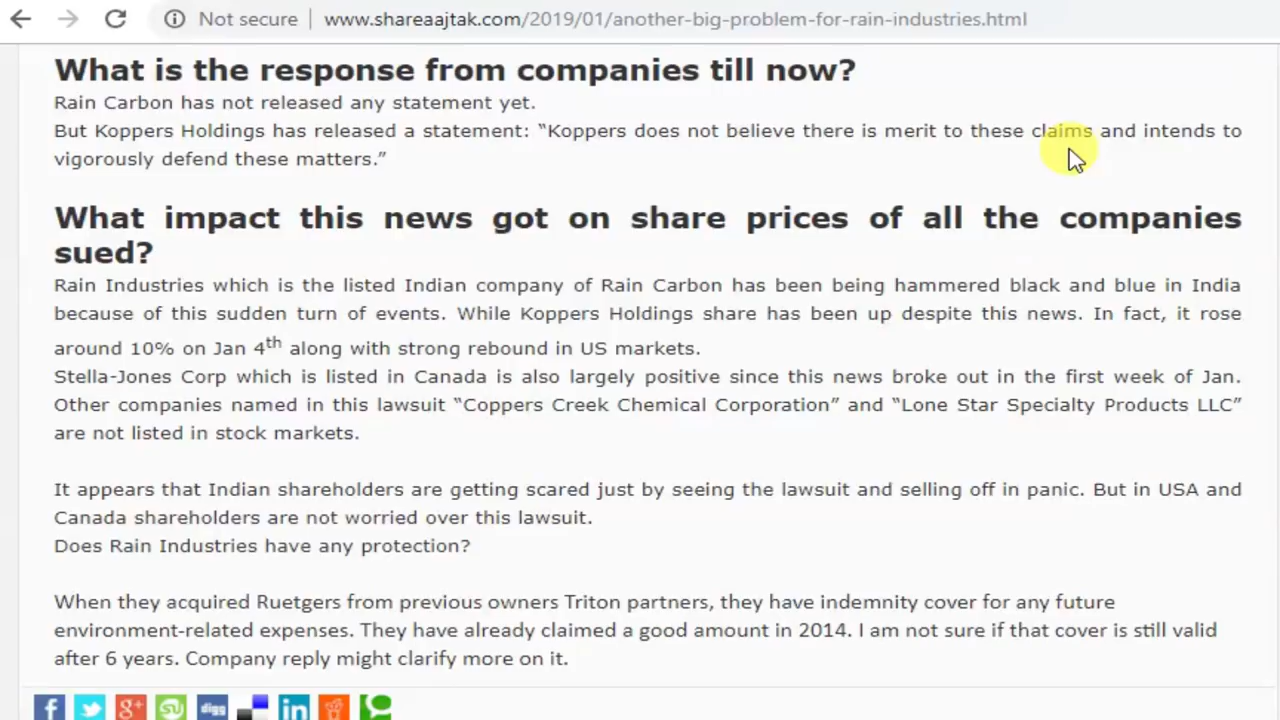 Not secure
www.shareaajtak.com/2019/01/another-big-problem-for-rain-industries.html
What is the response from companies till now?
Rain Carbon has not released any statement yet.
But Koppers Holdings has released a statement: “Koppers does not believe there is merit to these claims and intends to
vigorously defend these matters.”
What impact this news got on share prices of all the companies
sued?
Rain Industries which is the listed Indian company of Rain Carbon has been being hammered black and blue in India
because of this sudden turn of events. While Koppers Holdings share has been up despite this news. In fact, it rose
around 10% on Jan 4th along with strong rebound in US markets.
Stella-Jones Corp which is listed in Canada is also largely positive since this news broke out in the first week of Jan.
Other companies named in this lawsuit “Coppers Creek Chemical Corporation” and “Lone Star Specialty Products LLC”
are not listed in stock markets.
It appears that Indian shareholders are getting scared just by seeing the lawsuit and selling off in panic. But in USA and
Canada shareholders are not worried over this lawsuit.
Does Rain Industries have any protection?
When they acquired Ruetgers from previous owners Triton partners, they have indemnity cover for any future
environment-related expenses. They have already claimed a good amount in 2014. I am not sure if that cover is still valid
after 6 years. Company reply might clarify more on it.
digg